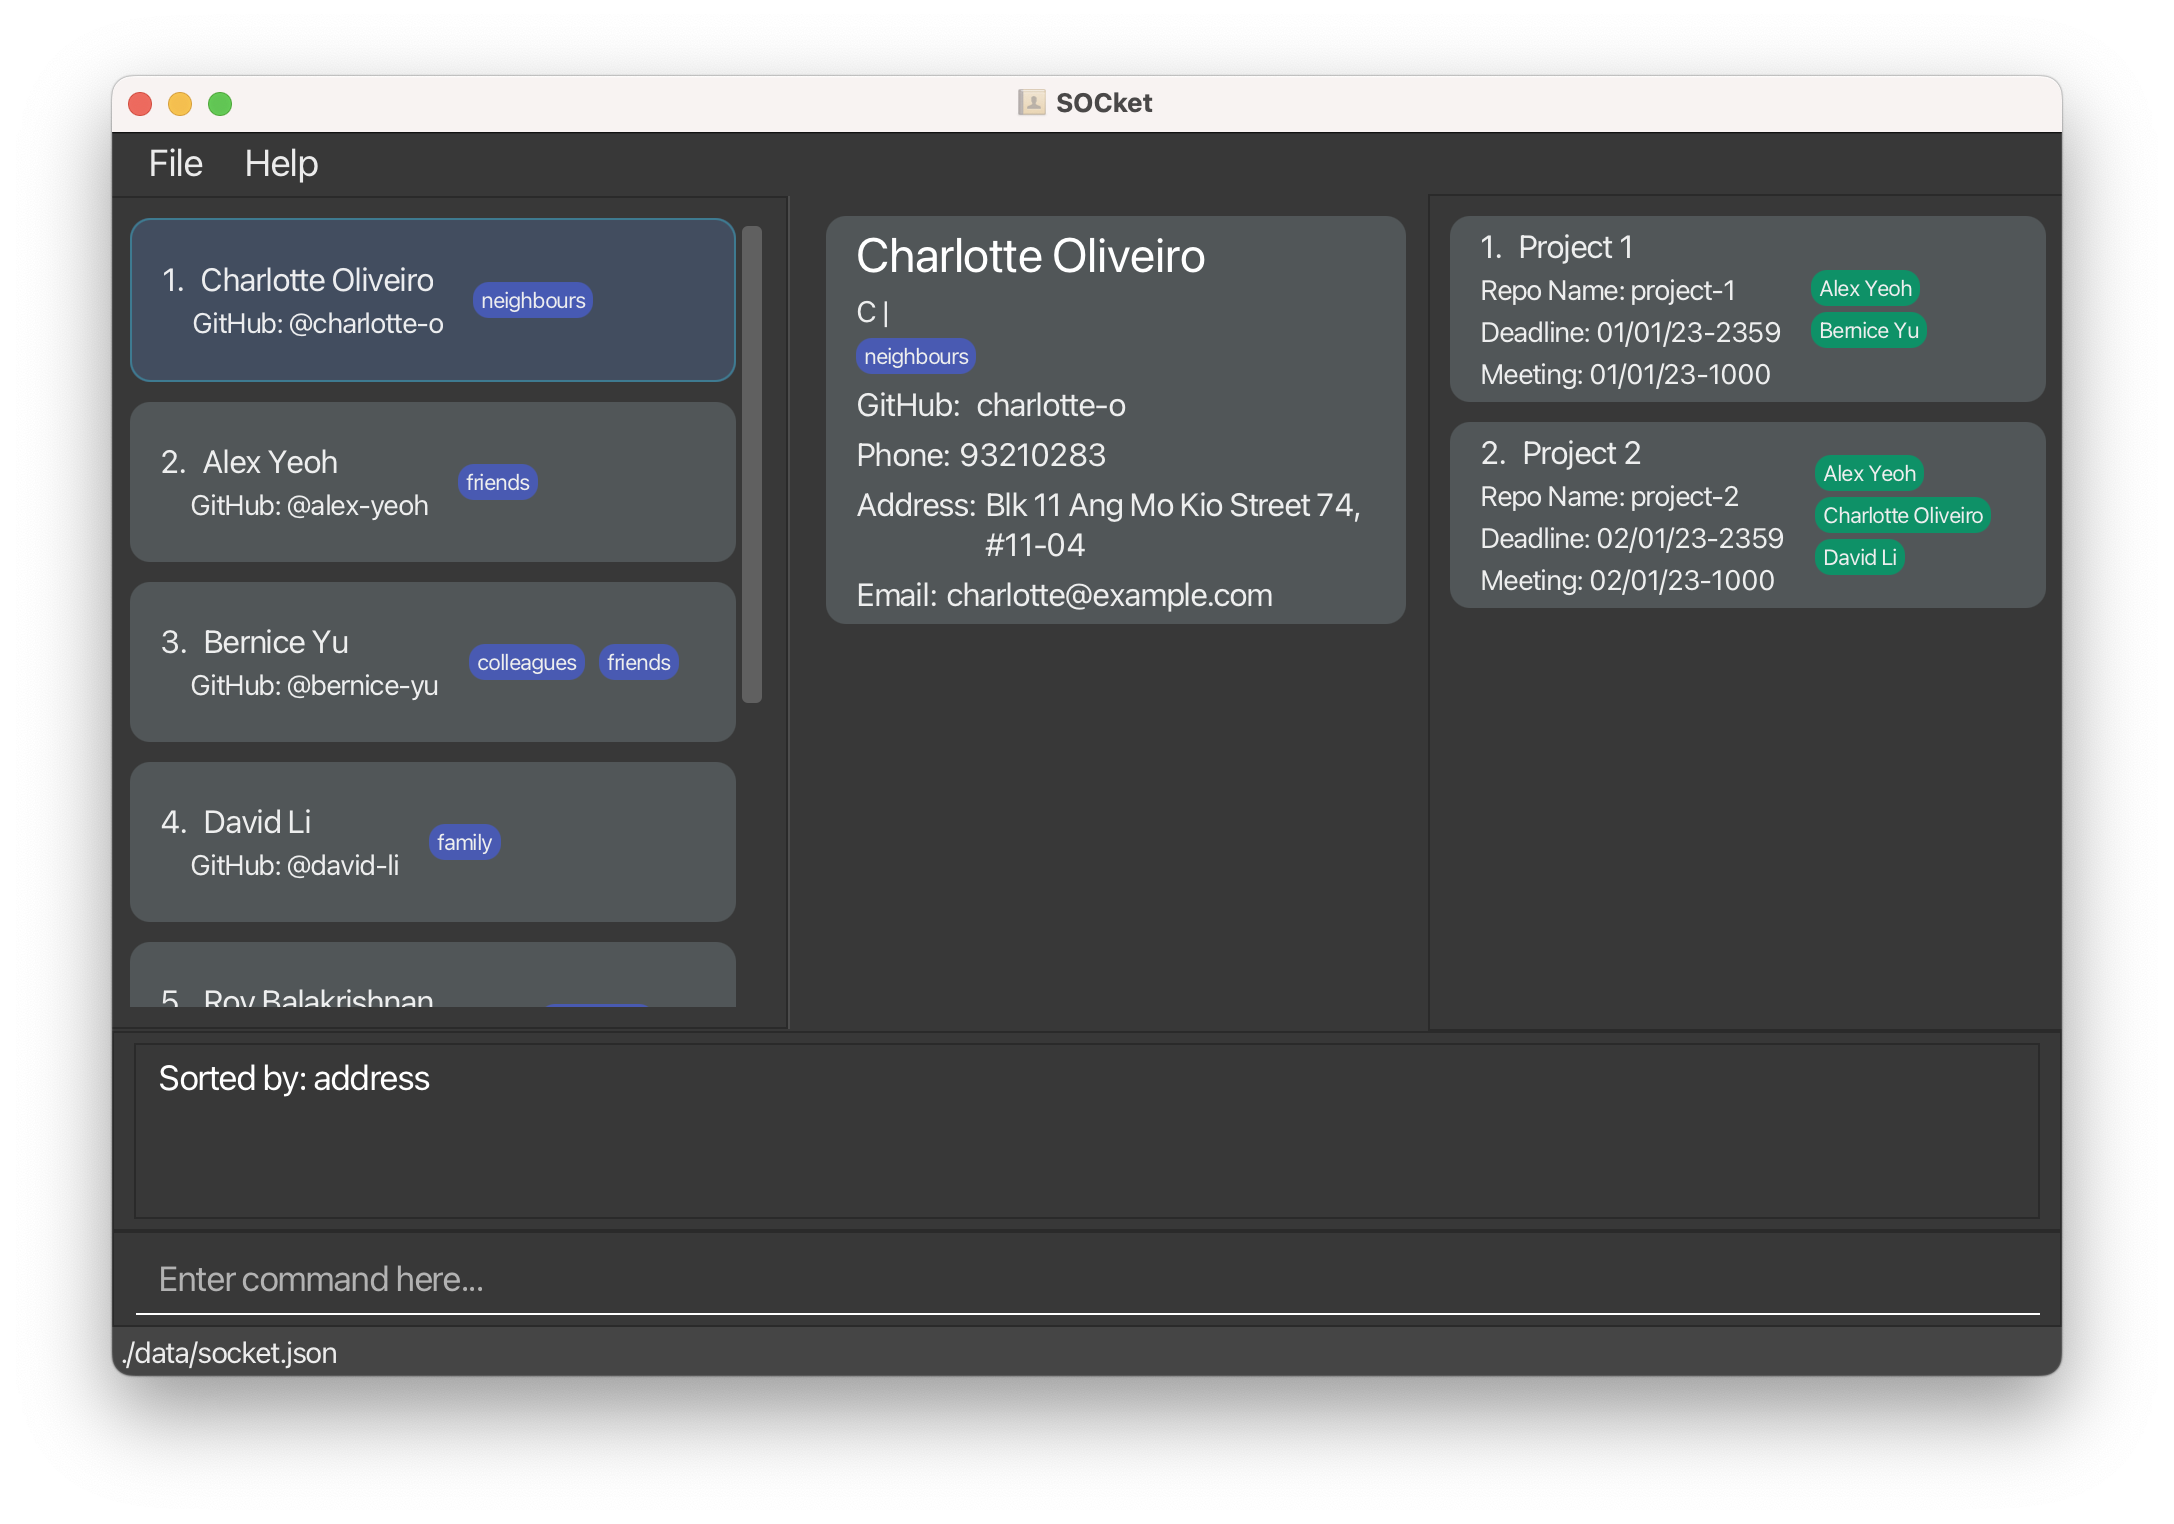 SOCket
File Help
1. Charlotte Oliveiro
GitHub: @charlotte-o
neighbours
2. Alex Yeoh
GitHub: @alex-yeoh
friends
3. Bernice Yu
GitHub: @bernice-yu
colleagues friends
4. David Li
GitHub: @david-li
family
5. Roy Balakrishnan
Charlotte Oliveiro
C |
neighbours
GitHub: charlotte-o
Phone: 93210283
Address: Blk 11 Ang Mo Kio Street 74,
#11-04
Email: charlotte@example.com
1. Project 1
Repo Name: project-1
Deadline: 01/01/23-2359
Meeting: 01/01/23-1000
Alex Yeoh
Bernice Yu
2. Project 2
Repo Name: project-2
Deadline: 02/01/23-2359
Meeting: 02/01/23-1000
Alex Yeoh
Charlotte Oliveiro
David Li
Sorted by: address
Enter command here...
./data/socket.json